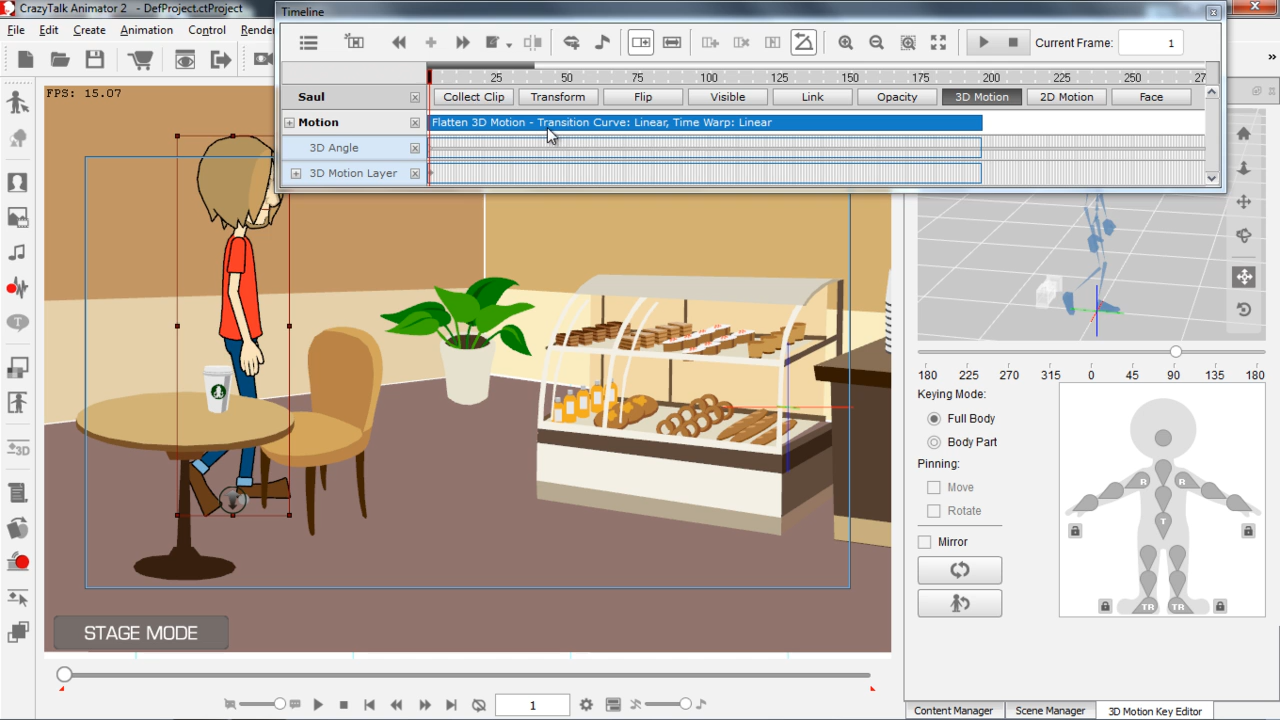 CrazyTalk Animator 2 - DefProject.ctProject
File Edit Create Animation Control Rende
Timeline
Current Frame: 1
25 50 75 100 125 150 175 200 225 250 27
Saul Collect Clip Transform Flip Visible Link Opacity 3D Motion 2D Motion Face
Motion Flatten 3D Motion - Transition Curve: Linear, Time Warp: Linear
3D Angle
3D Motion Layer
FPS: 15.07
3D
180 225 270 315 0 45 90 135 180
Keying Mode:
Full Body
Body Part
Pinning:
Move
Rotate
Mirror
R R
T
TR TR
STAGE MODE
1
Content Manager Scene Manager 3D Motion Key Editor